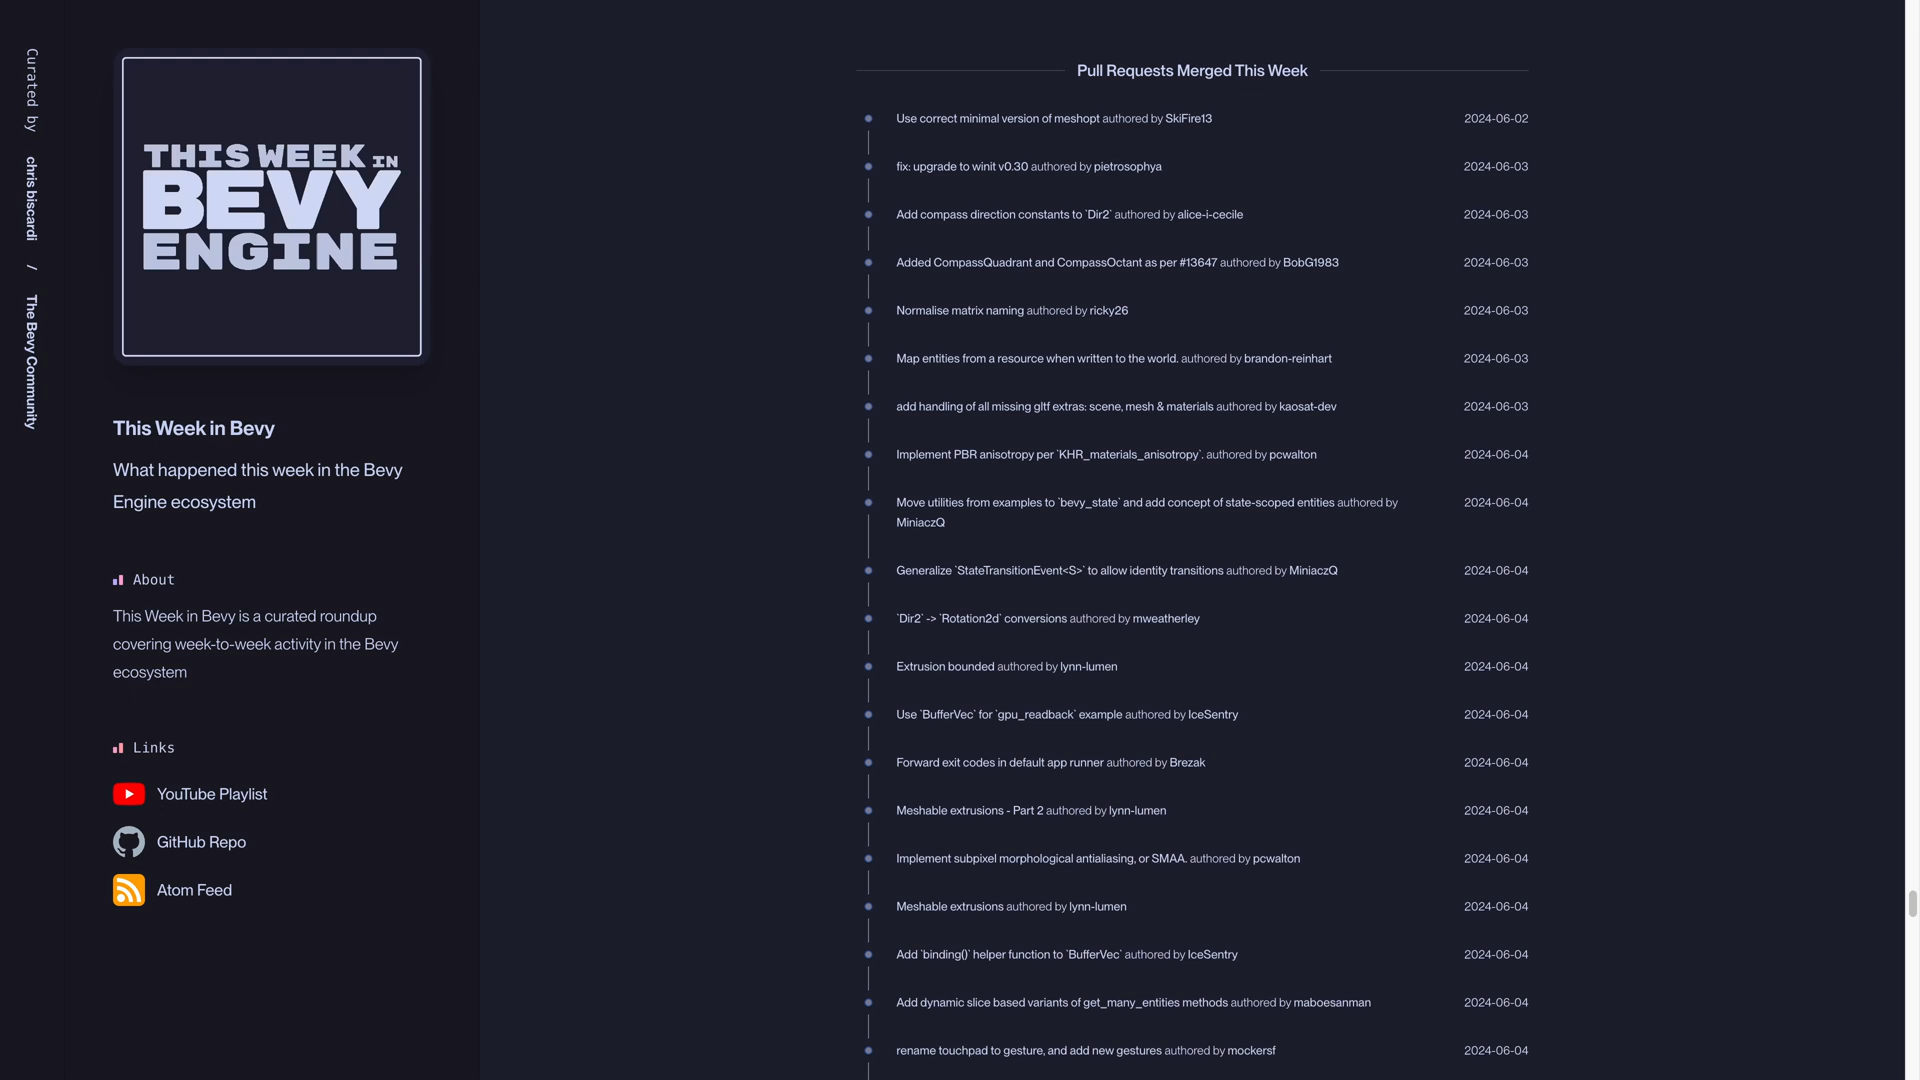 Curated by chris biscardi / The Bevy Community
THIS WEEK IN
BEVY
ENGINE
This Week in Bevy
What happened this week in the Bevy
Engine ecosystem
About
This Week in Bevy is a curated roundup
covering week-to-week activity in the Bevy
ecosystem
Links
YouTube Playlist
GitHub Repo
Atom Feed
Pull Requests Merged This Week
Use correct minimal version of meshopt authored by SkiFire13 2024-06-02
fix: upgrade to winit v0.30 authored by pietrosophya 2024-06-03
Add compass direction constants to `Dir2` authored by alice-i-cecile 2024-06-03
Added CompassQuadrant and CompassOctant as per #13647 authored by BobG1983 2024-06-03
Normalise matrix naming authored by ricky26 2024-06-03
Map entities from a resource when written to the world. authored by brandon-reinhart 2024-06-03
add handling of all missing gltf extras: scene, mesh & materials authored by kaosat-dev 2024-06-03
Implement PBR anisotropy per `KHR_materials_anisotropy`. authored by pcwalton 2024-06-04
Move utilities from examples to `bevy_state` and add concept of state-scoped entities authored by 2024-06-04
MiniaczQ
Generalize `StateTransitionEvent<S>` to allow identity transitions authored by MiniaczQ 2024-06-04
`Dir2` -> `Rotation2d` conversions authored by mweatherley 2024-06-04
Extrusion bounded authored by lynn-lumen 2024-06-04
Use `BufferVec` for `gpu_readback` example authored by IceSentry 2024-06-04
Forward exit codes in default app runner authored by Brezak 2024-06-04
Meshable extrusions - Part 2 authored by lynn-lumen 2024-06-04
Implement subpixel morphological antialiasing, or SMAA. authored by pcwalton 2024-06-04
Meshable extrusions authored by lynn-lumen 2024-06-04
Add `binding()` helper function to `BufferVec` authored by IceSentry 2024-06-04
Add dynamic slice based variants of get_many_entities methods authored by maboesanman 2024-06-04
rename touchpad to gesture, and add new gestures authored by mockersf 2024-06-04